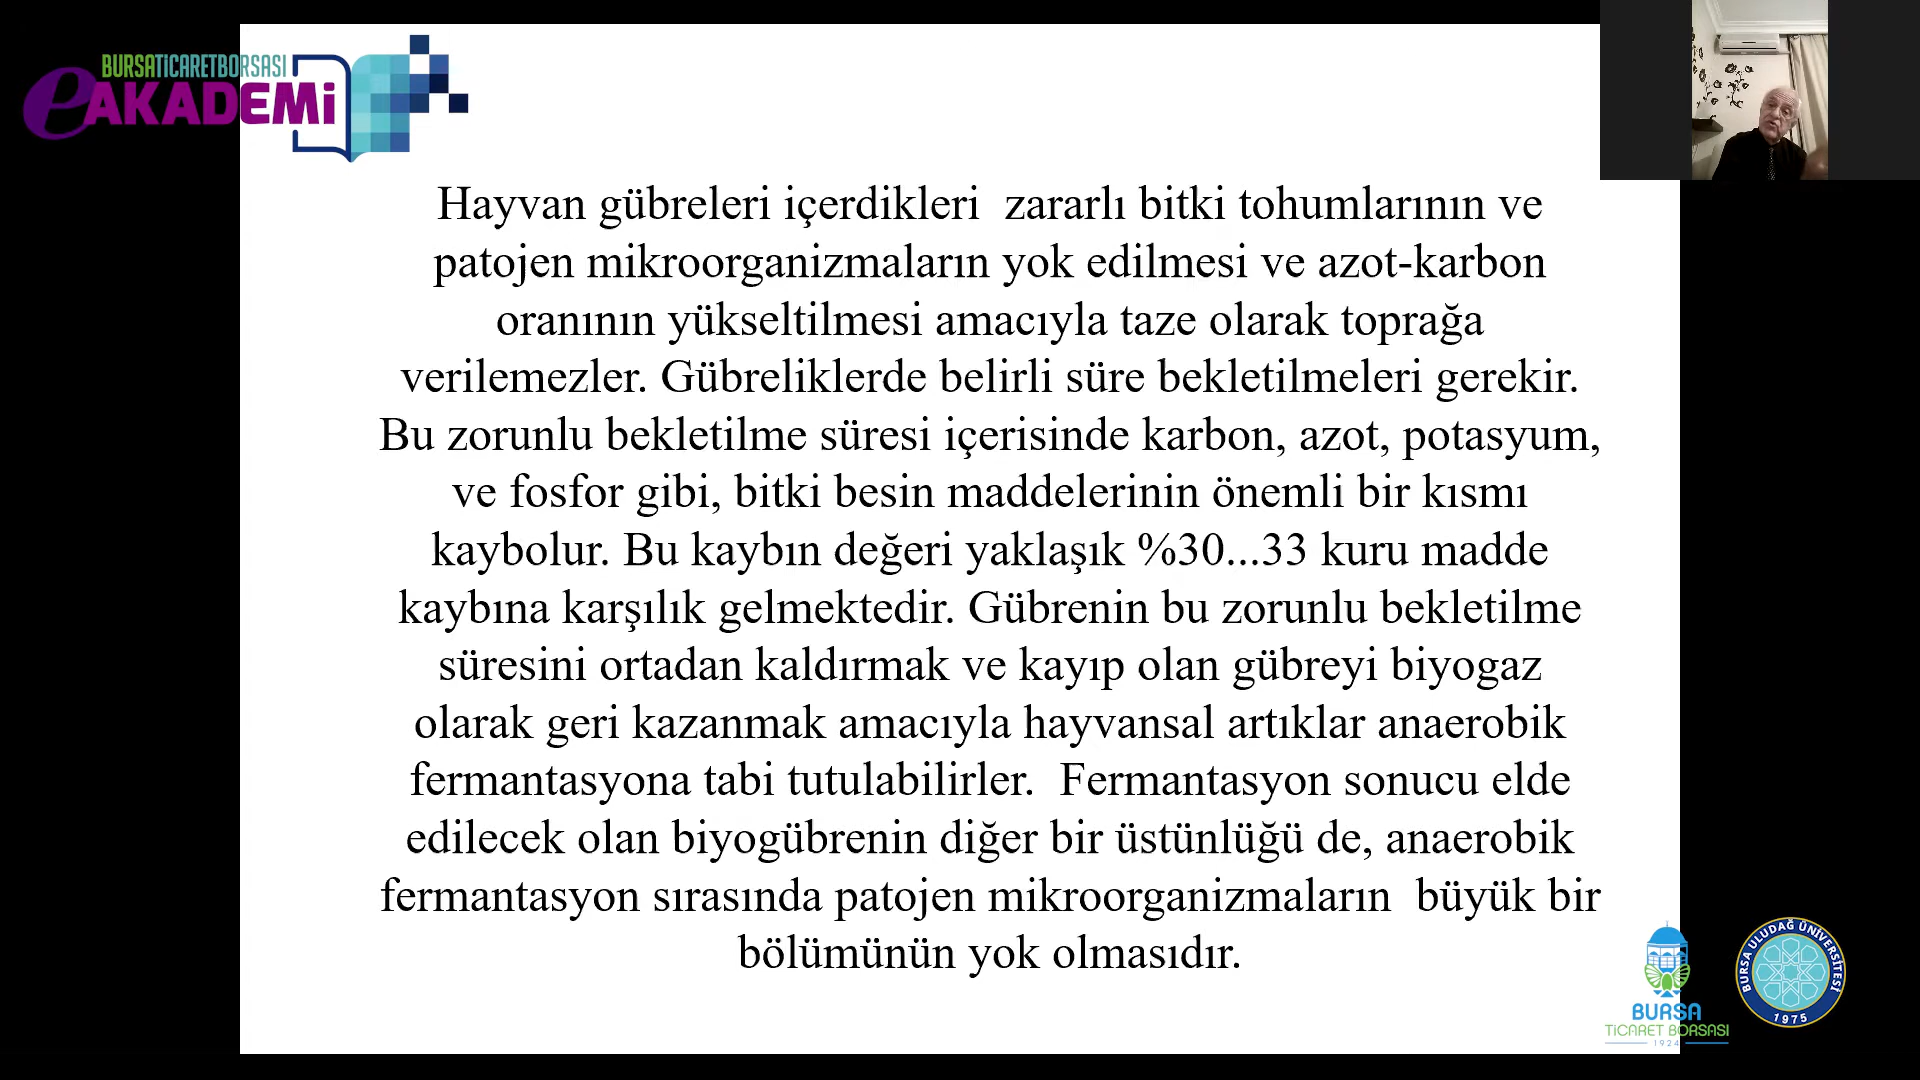 BURSATICARETBORSASI
eAKADEMi
Hayvan gübreleri içerdikleri zararlı bitki tohumlarının ve
patojen mikroorganizmaların yok edilmesi ve azot-karbon
oranının yükseltilmesi amacıyla taze olarak toprağa
verilemezler. Gübreliklerde belirli süre bekletilmeleri gerekir.
Bu zorunlu bekletilme süresi içerisinde karbon, azot, potasyum,
ve fosfor gibi, bitki besin maddelerinin önemli bir kısmı
kaybolur. Bu kaybın değeri yaklaşık %30...33 kuru madde
kaybına karşılık gelmektedir. Gübrenin bu zorunlu bekletilme
süresini ortadan kaldırmak ve kayıp olan gübreyi biyogaz
olarak geri kazanmak amacıyla hayvansal artıklar anaerobik
fermantasyona tabi tutulabilirler. Fermantasyon sonucu elde
edilecek olan biyogübrenin diğer bir üstünlüğü de, anaerobik
fermantasyon sırasında patojen mikroorganizmaların büyük bir
bölümünün yok olmasıdır.
BURSA
TİCARET BORSASI
1924
BURSA ULUDAĞ ÜNİVERSİTESİ
1975